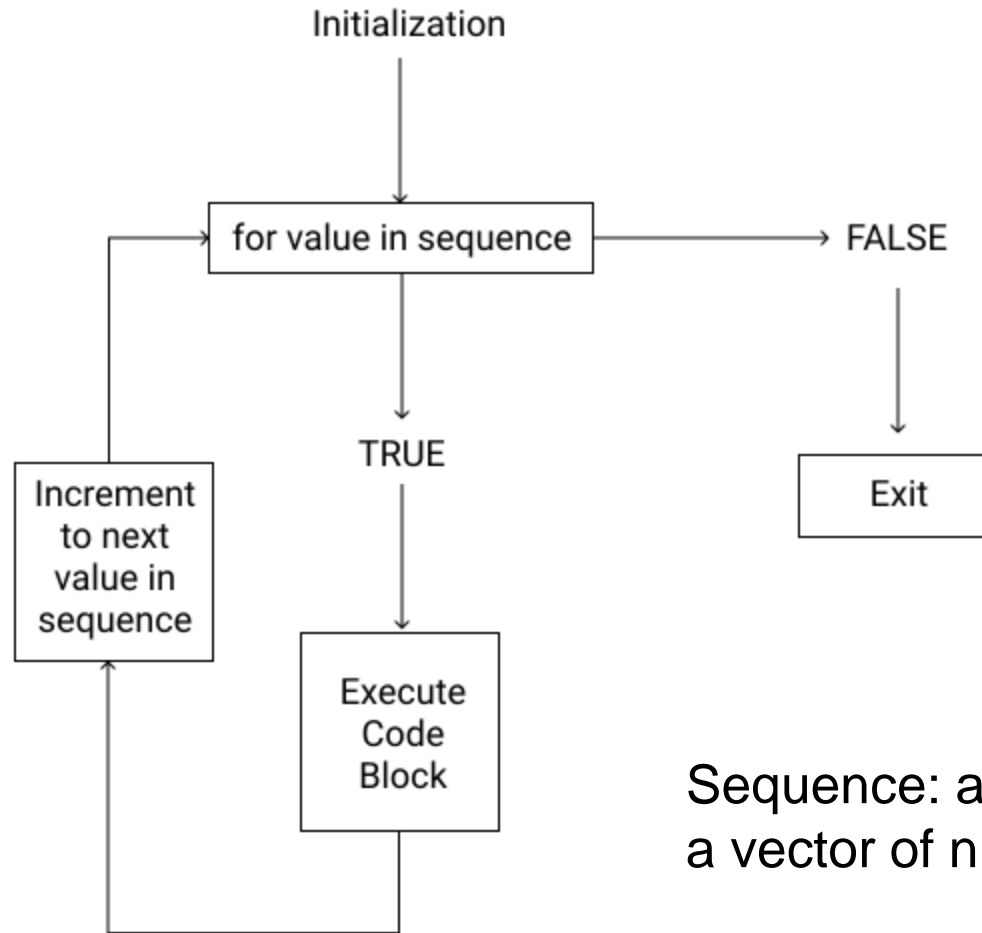 Initialization
for value in sequence
FALSE
TRUE
Increment
to next
value in
sequence
Exit
Execute
Code
Block
Sequence: a
a vector of n